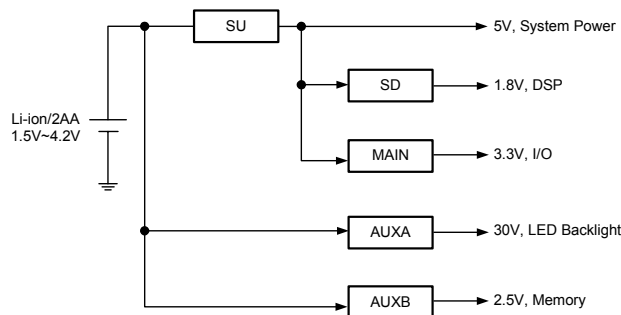 SU
5V, System Power
SD
1.8V, DSP
Li-ion/2AA
1.5V~4.2V
MAIN
3.3V, I/O
AUXA
30V, LED Backlight
AUXB
2.5V, Memory